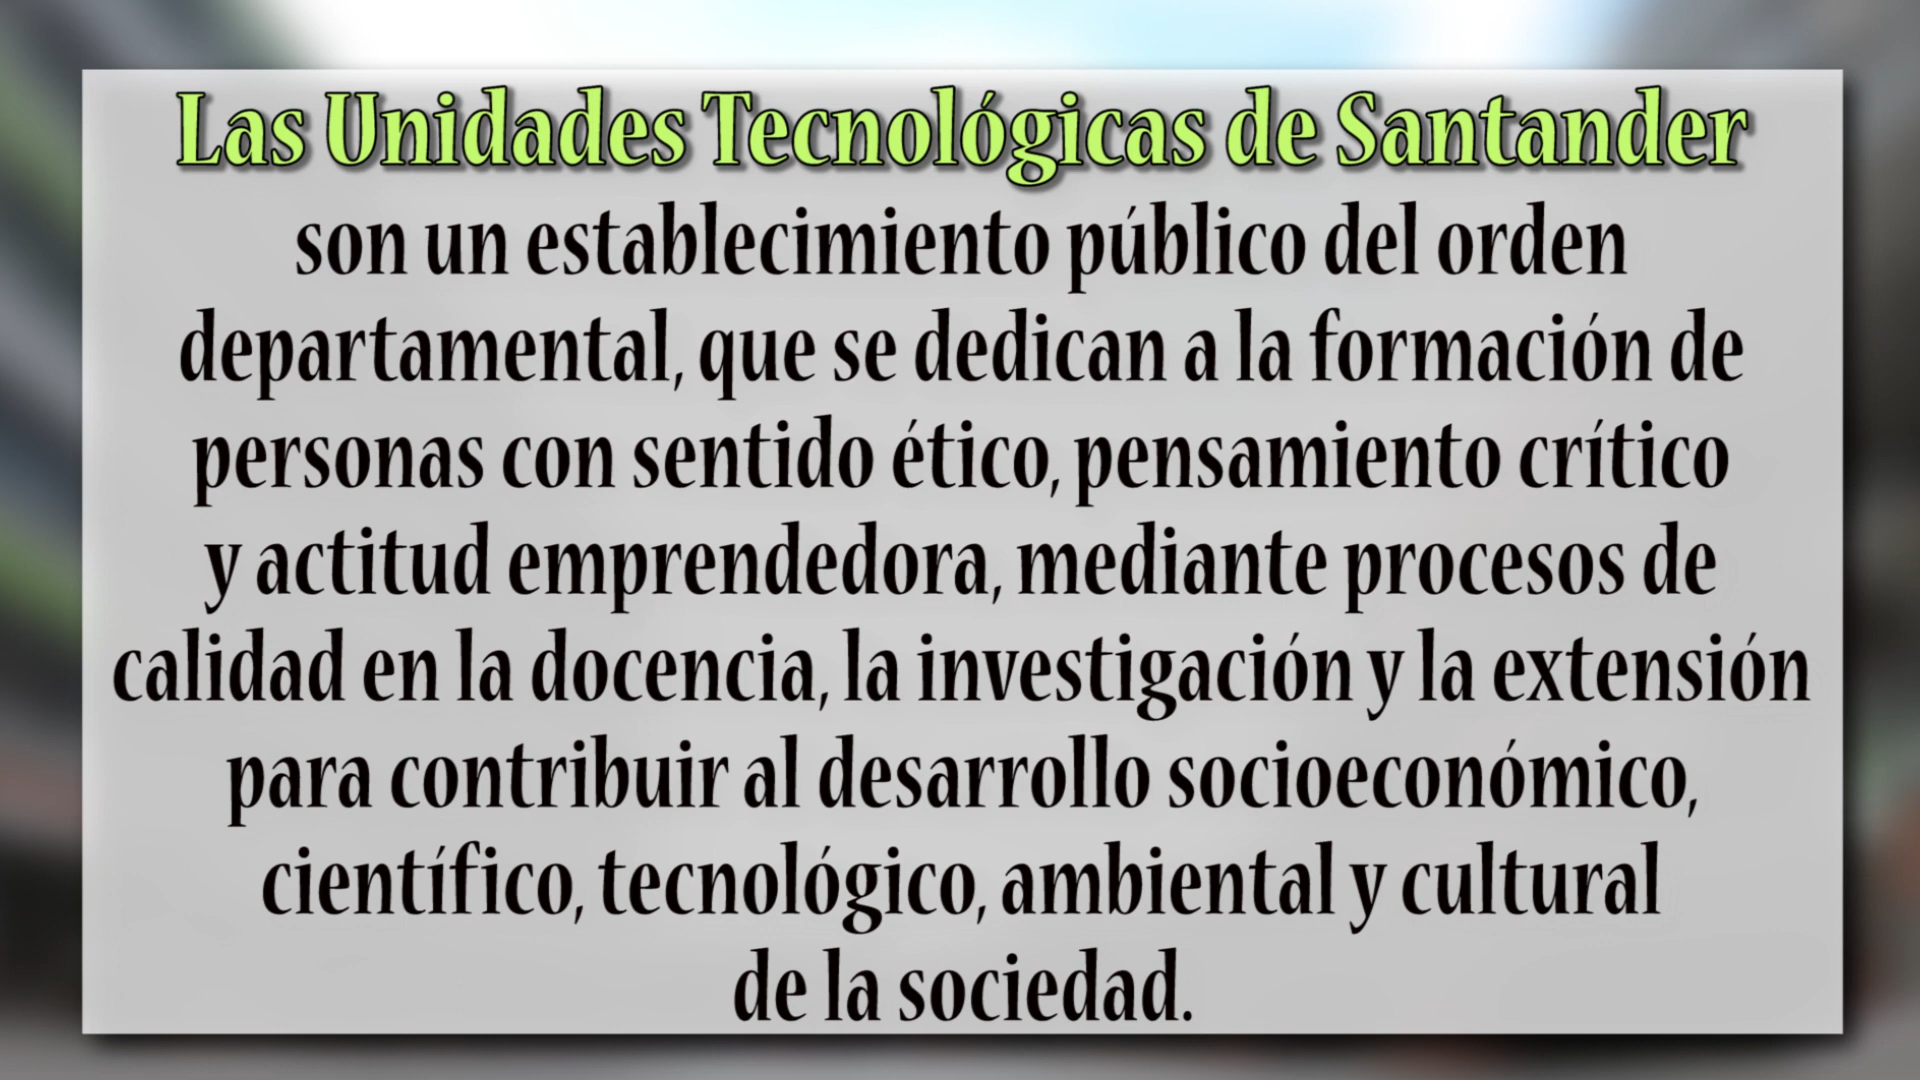 Las Unidades Tecnológicas de Santander
son un establecimiento público del orden
departamental, que se dedican a la formación de
personas con sentido ético, pensamiento crítico
y actitud emprendedora, mediante procesos de
calidad en la docencia, la investigación y la extensión
para contribuir al desarrollo socioeconómico,
científico, tecnológico, ambiental y cultural
de la sociedad.